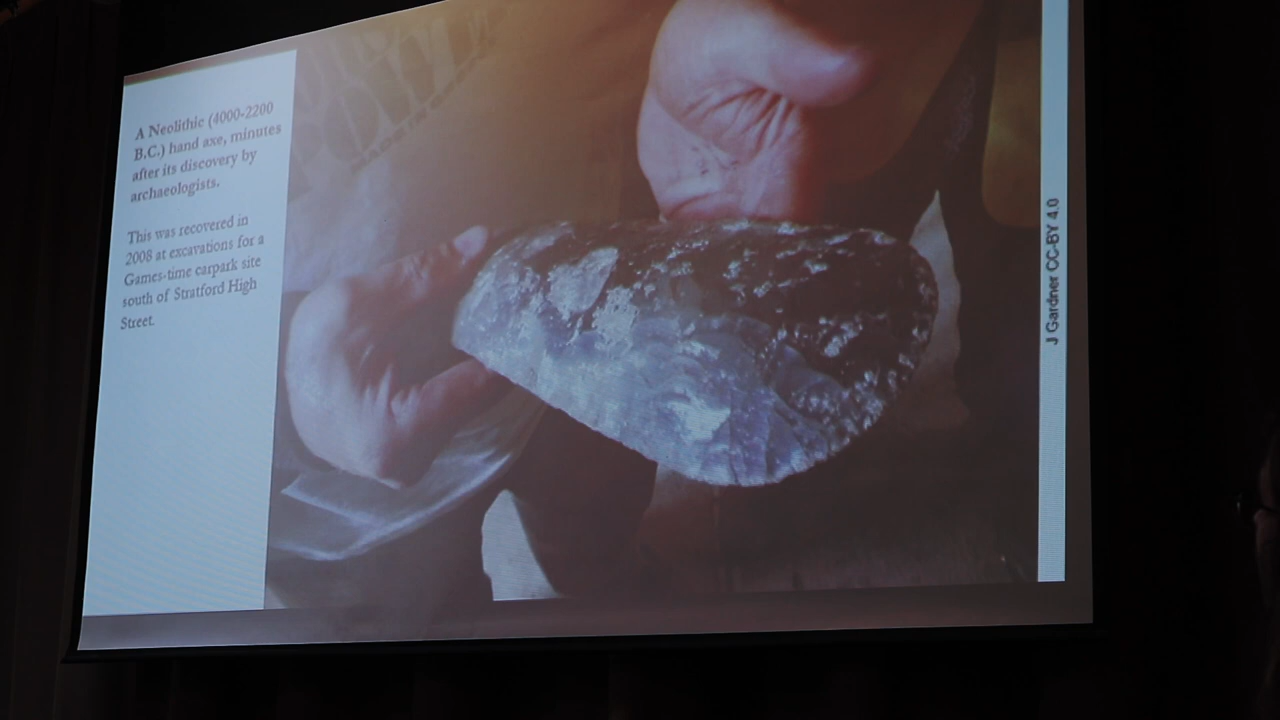 A Neolithic (4000-2200
B.C.) hand axe, minutes
after its discovery by
archaeologists.
This was recovered in
2008 at excavations for a
Games-time carpark site
south of Stratford High
Street.
J Gardner CC-BY 4.0